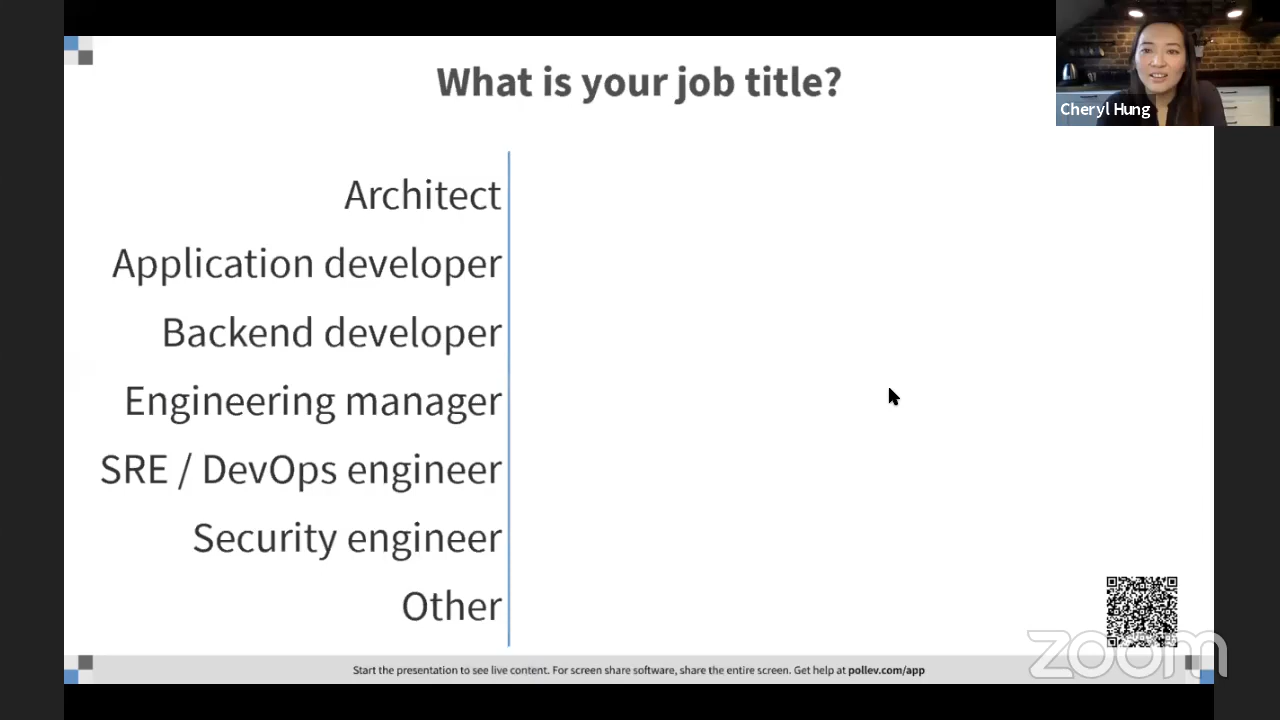 What is your job title?
Cheryl Hung
Architect
Application developer
Backend developer
Engineering manager
SRE / DevOps engineer
Security engineer
Other
zoom
Start the presentation to see live content. For screen share software, share the entire screen. Get help at pollev.com/app